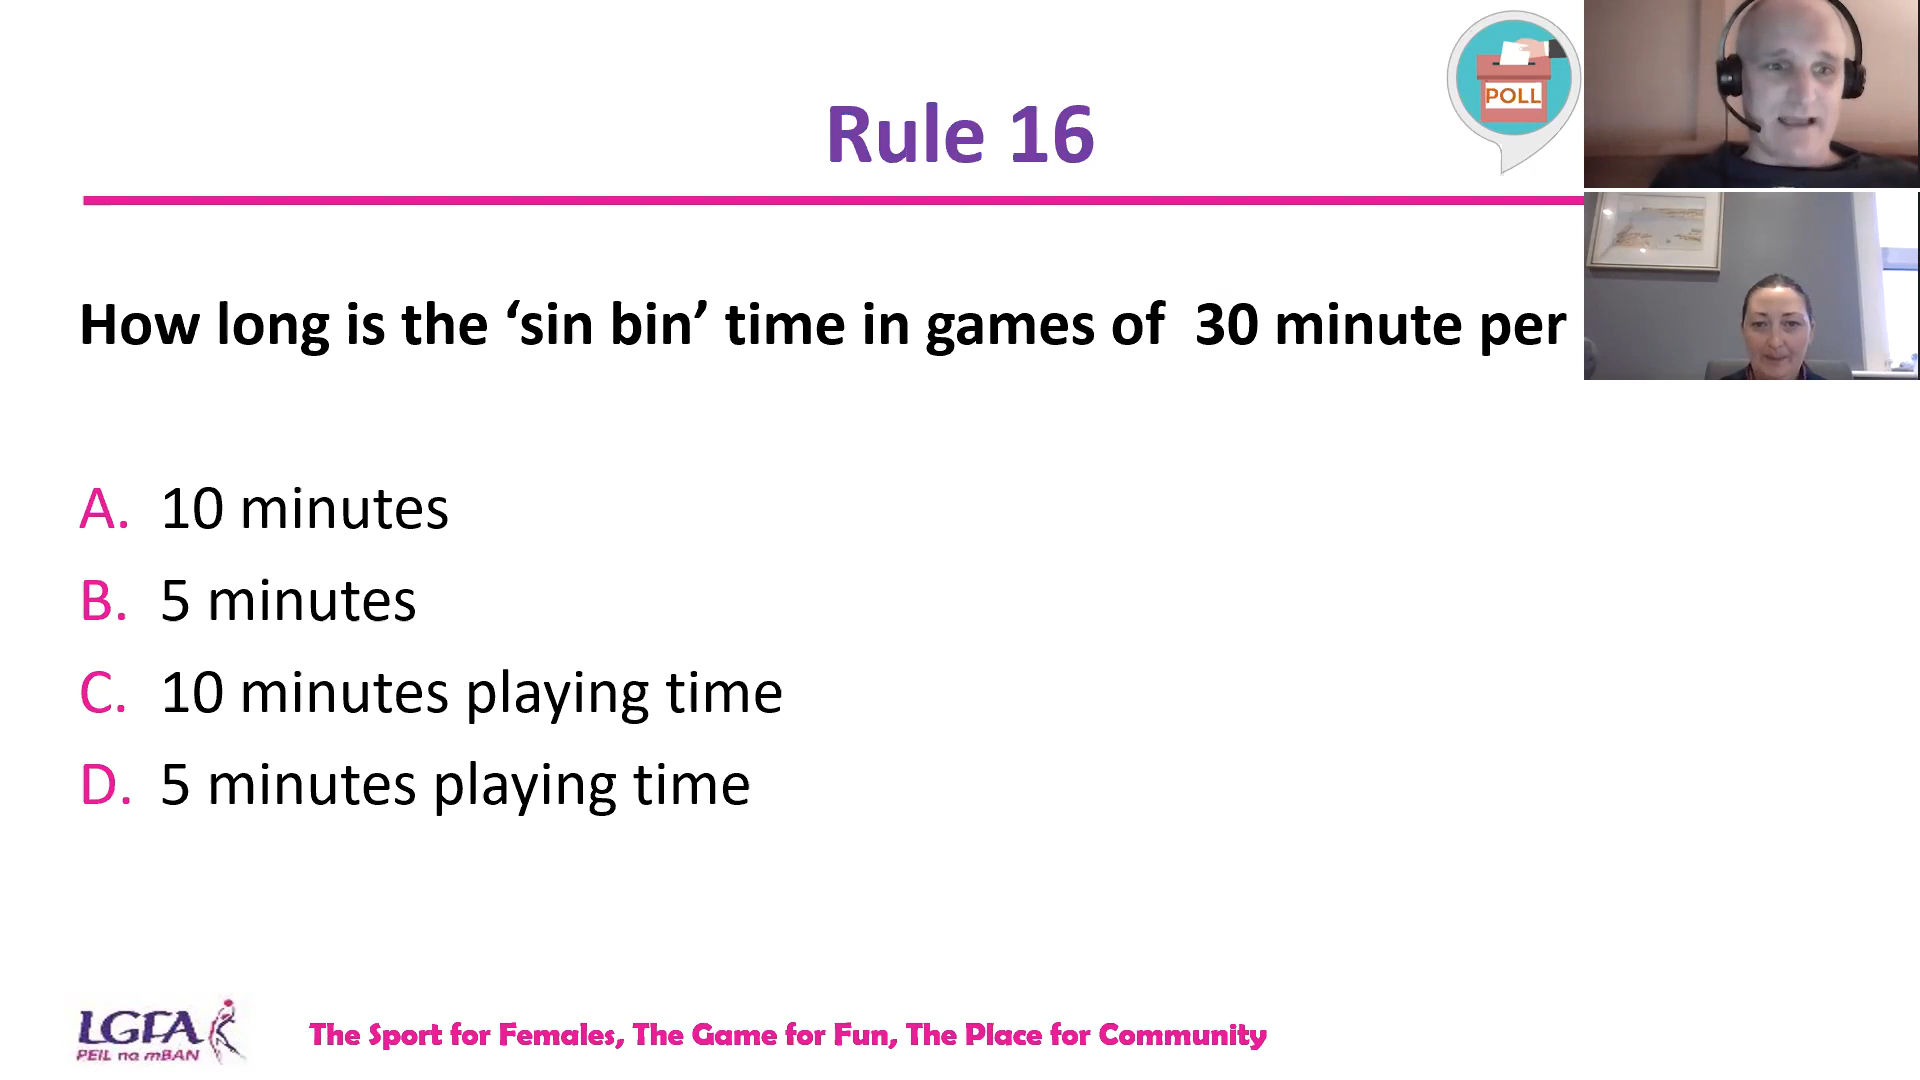 Rule 16
POLL
How long is the ‘sin bin’ time in games of  30 minute per
A. 10 minutes
B. 5 minutes
C. 10 minutes playing time
D. 5 minutes playing time
LGFA
PEIL na mBAN
The Sport for Females, The Game for Fun, The Place for Community